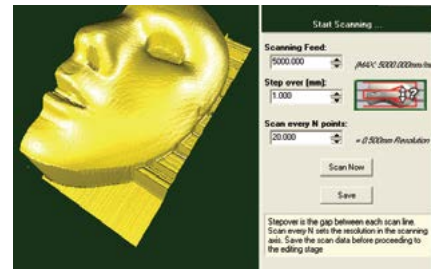 Start Scanning ...
Scanning Feed:
5000.000
(MAX: 5000.000mm/m
Step over [mm]:
1.000
Scan every N points:
20.000
= 0.500mm Resolution
Scan Now
Save
Stepover is the gap between each scan line.
Scan every N sets the resolution in the scanning
axis. Save the scan data before proceeding to
the editing stage